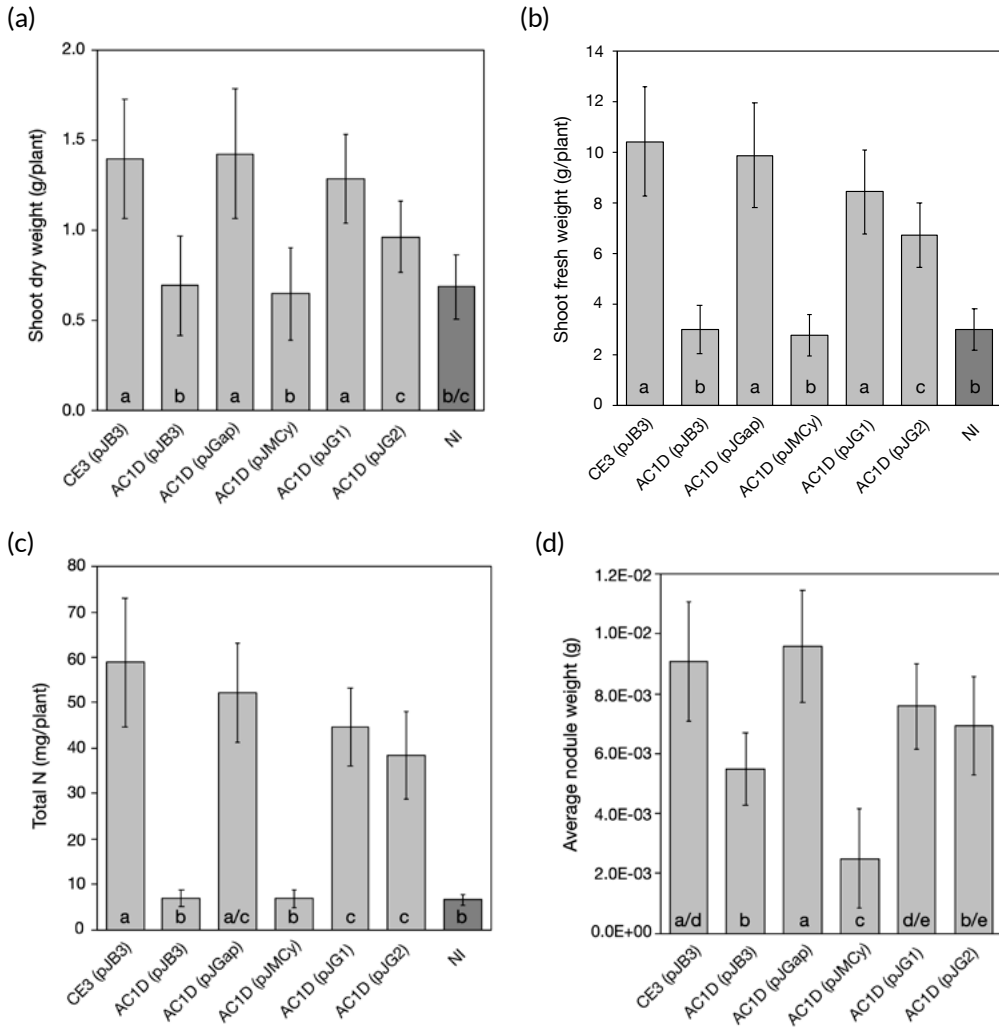 (a)
2.0
1.5
1.0
0.5
0.0
Shoot dry weight (g/plant)
a
b
a
b
a
c
b/c
CE3 (pJB3)
AC1D (pJB3)
AC1D (pJGap)
AC1D (pJMCy)
AC1D (pJG1)
AC1D (pJG2)
NI
(b)
14
12
10
8
6
4
2
0
Shoot fresh weight (g/plant)
a
b
a
b
a
c
b
CE3 (pJB3)
AC1D (pJB3)
AC1D (pJGap)
AC1D (pJMCy)
AC1D (pJG1)
AC1D (pJG2)
NI
(c)
80
70
60
50
40
30
20
10
0
Total N (mg/plant)
a
b
a/c
b
c
c
b
CE3 (pJB3)
AC1D (pJB3)
AC1D (pJGap)
AC1D (pJMCy)
AC1D (pJG1)
AC1D (pJG2)
NI
(d)
1.2E-02
1.0E-02
8.0E-03
6.0E-03
4.0E-03
2.0E-03
0.0E+00
Average nodule weight (g)
a/d
b
a
c
d/e
b/e
CE3 (pJB3)
AC1D (pJB3)
AC1D (pJGap)
AC1D (pJMCy)
AC1D (pJG1)
AC1D (pJG2)